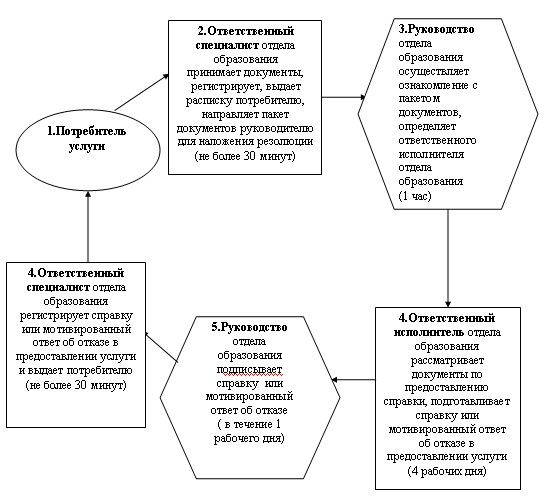 1.Потребитель
услуги
2.Ответственный
специалист отдела
образования
принимает документы,
регистрирует, выдает
расписку потребителю,
направляет пакет
документов руководителю
для наложения резолюции
(не более 30 минут)
3.Руководство
отдела
образования
осуществляет
ознакомление с
пакетом
документов,
определяет
ответственного
исполнителя
отдела
образования
(1 час)
4.Ответственный
исполнитель отдела
образования
рассматривает
документы по
предоставлению
справки, подготавливает
справку или
мотивированный ответ
об отказе в
предоставлении услуги
(4 рабочих дня)
5.Руководство
отдела
образования
подписывает
справку или
мотивированный
ответ об отказе
( в течение 1
рабочего дня)
4.Ответственный
специалист отдела
образования
регистрирует справку
или мотивированный
ответ об отказе в
предоставлении услуги
и выдает потребителю
(не более 30 минут)